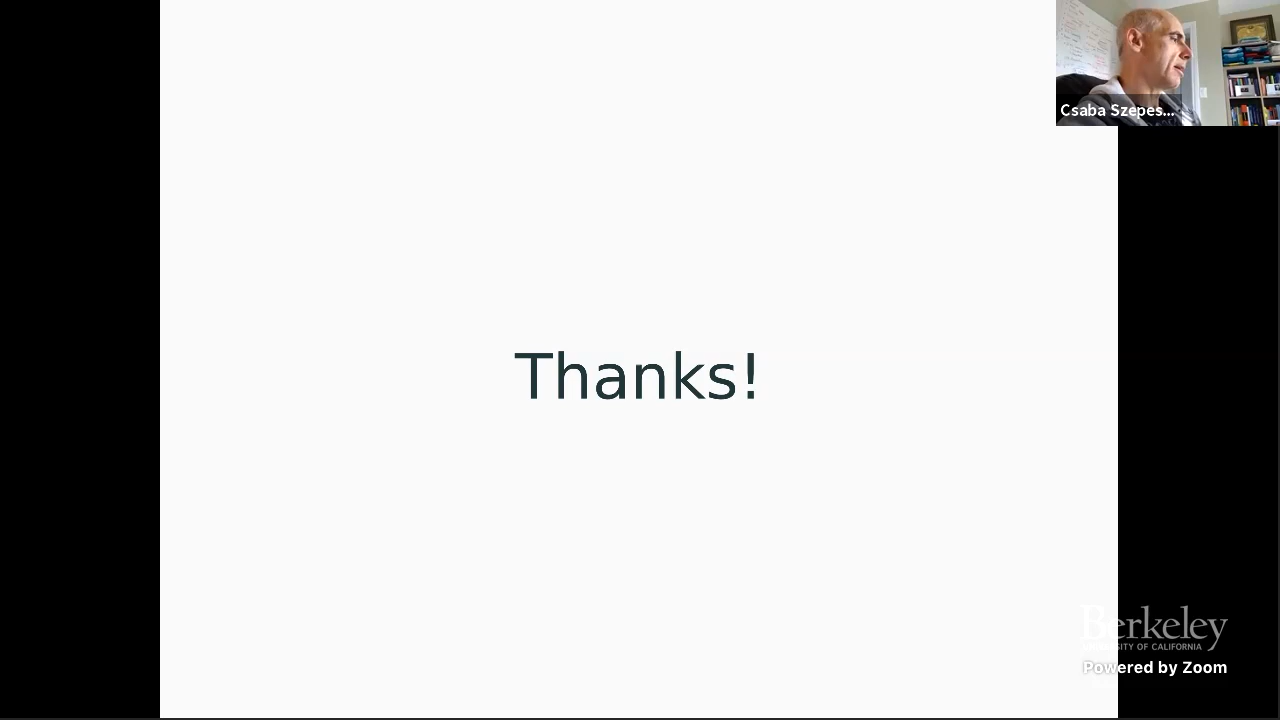 Csaba Szepes...
Thanks!
Berkeley
UNIVERSITY OF CALIFORNIA
Powered by Zoom